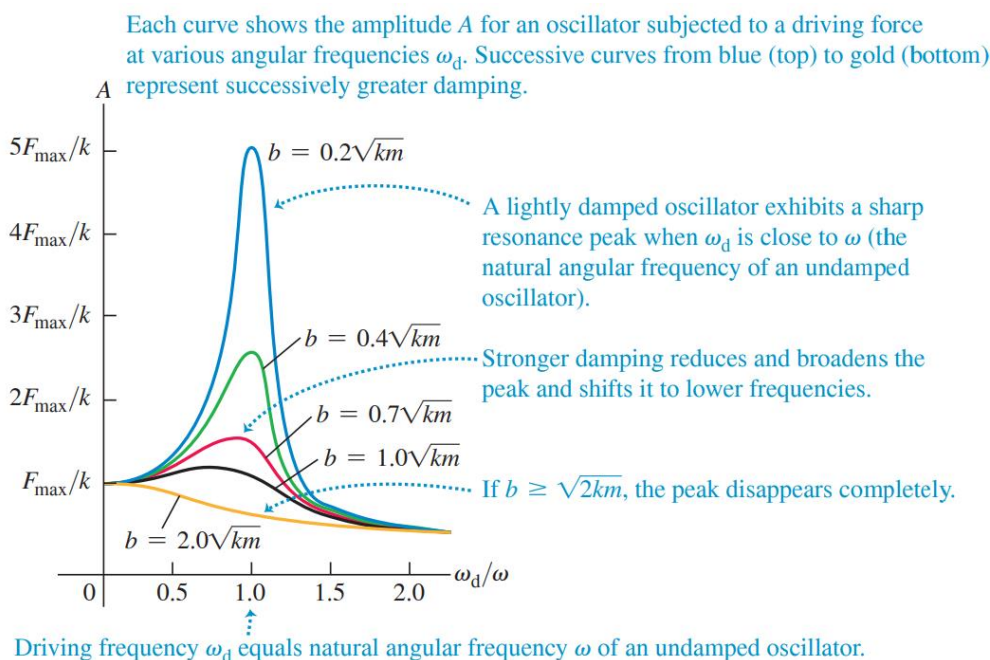 Each curve shows the amplitude A for an oscillator subjected to a driving force
at various angular frequencies ωd. Successive curves from blue (top) to gold (bottom)
represent successively greater damping.
A
5Fmax/k
b = 0.2√km
A lightly damped oscillator exhibits a sharp
resonance peak when ωd is close to ω (the
natural angular frequency of an undamped
oscillator).
4Fmax/k
3Fmax/k
b = 0.4√km
Stronger damping reduces and broadens the
peak and shifts it to lower frequencies.
2Fmax/k
b = 0.7√km
b = 1.0√km
Fmax/k
If b ≥ √2km, the peak disappears completely.
b = 2.0√km
ωd/ω
0 0.5 1.0 1.5 2.0
Driving frequency ωd equals natural angular frequency ω of an undamped oscillator.